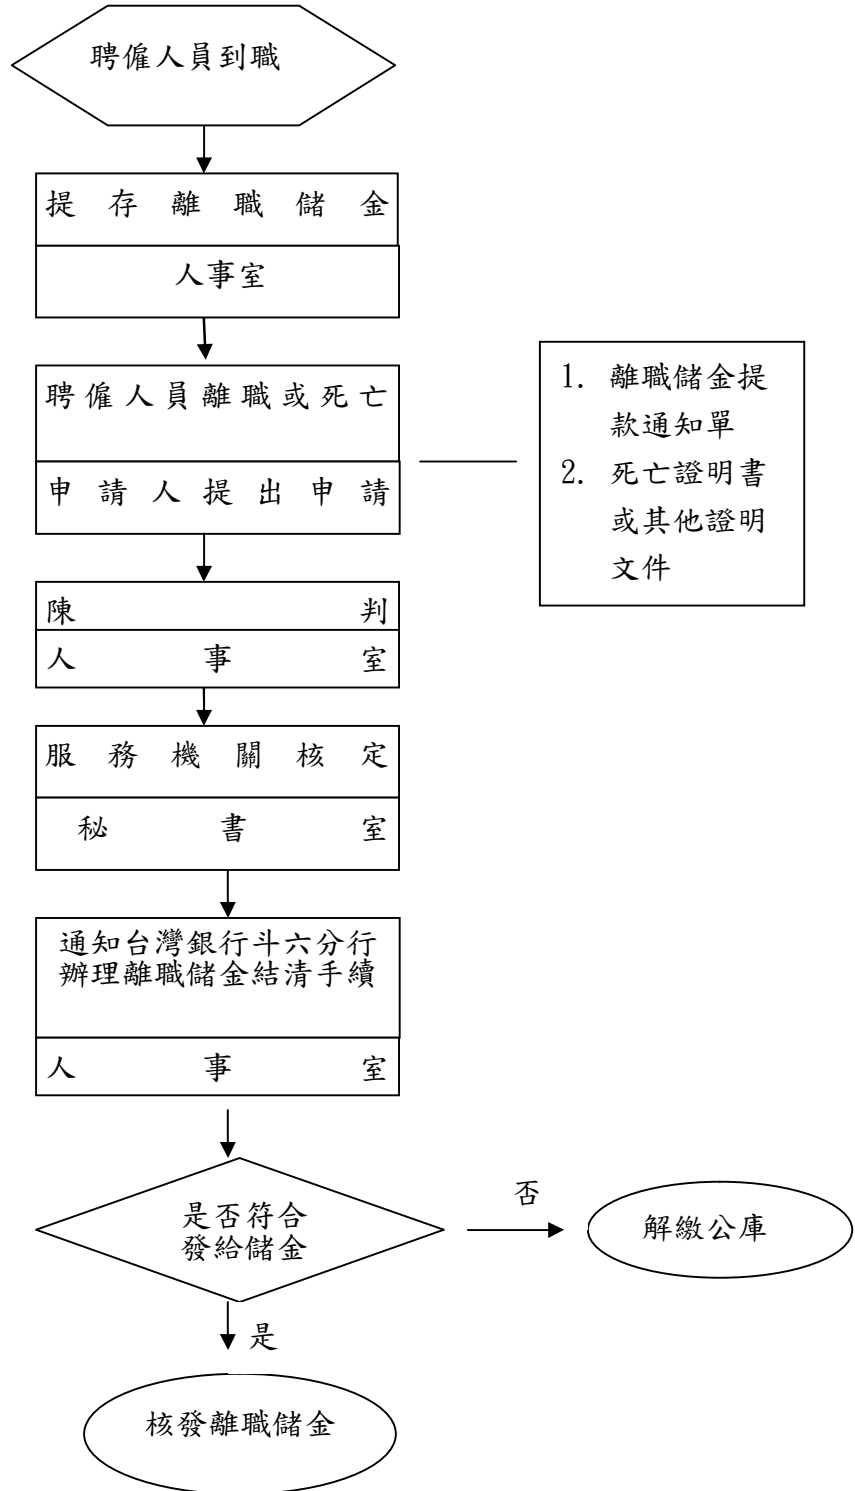 聘僱人員到職
提存離職儲金
人事室
聘僱人員離職或死亡
申請人提出申請
1. 離職儲金提
款通知單
2. 死亡證明書
或其他證明
文件
陳判
人事室
服務機關核定
秘書室
通知台灣銀行斗六分行
辦理離職儲金結清手續
人事室
是否符合
發給儲金
否
解繳公庫
是
核發離職儲金